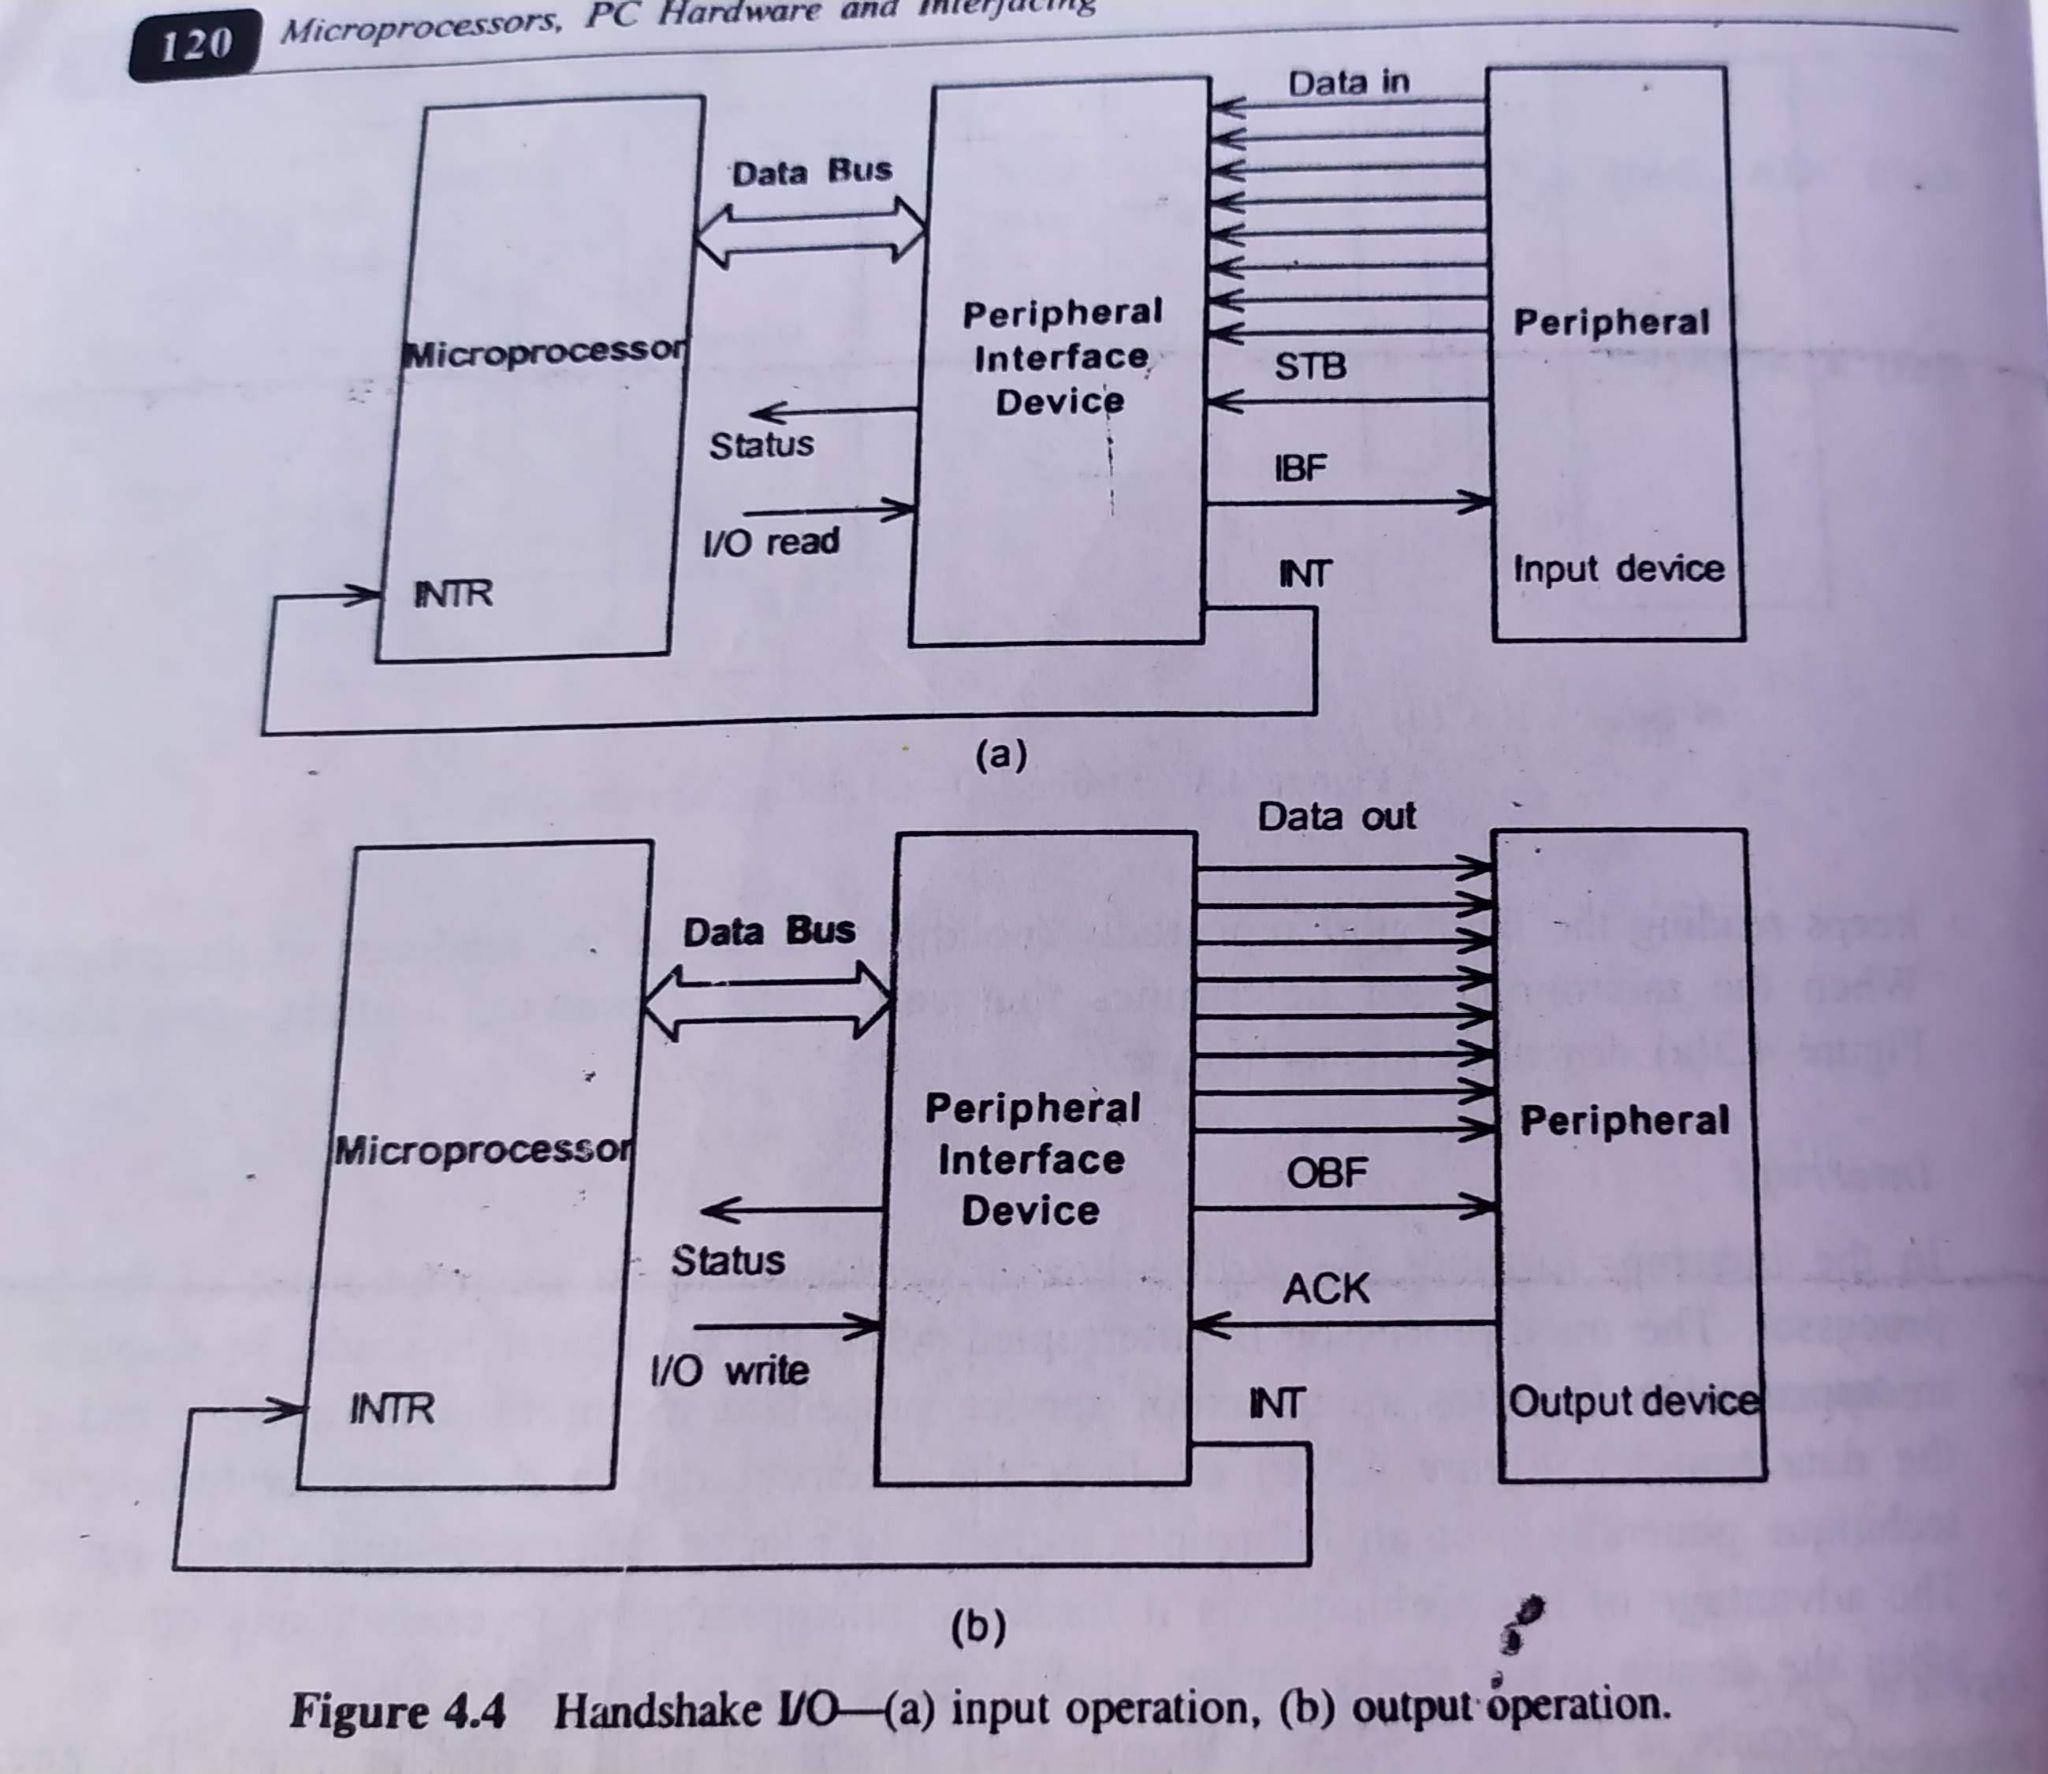 120 Microprocessors, PC Hardware and Interfacing
Data in
Data Bus
Peripheral
Interface
Device
Peripheral
Microprocessor
STB
Status
IBF
I/O read
INT
Input device
INTR
(a)
Data out
Data Bus
Peripheral
Interface
Device
Peripheral
Microprocessor
OBF
Status
ACK
I/O write
INT
Output device
INTR
(b)
Figure 4.4 Handshake I/O—(a) input operation, (b) output operation.